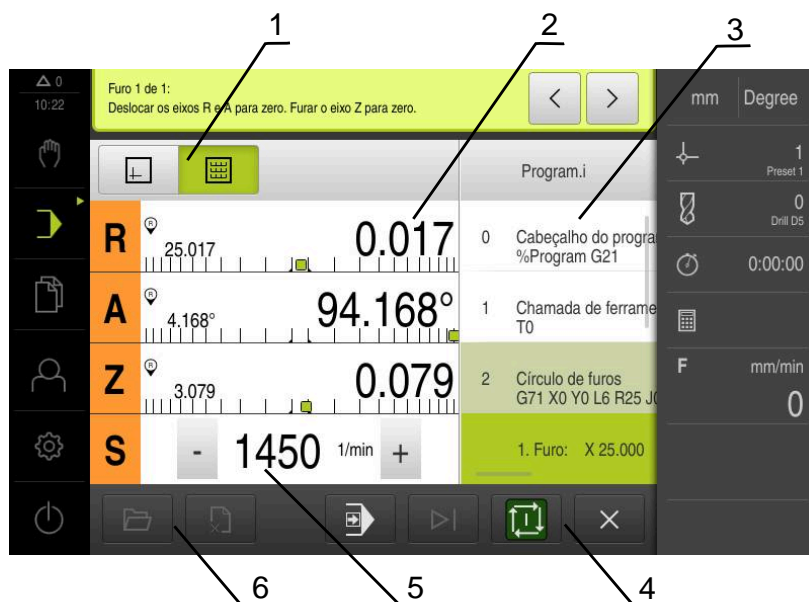 1
2
3
0
10:22
Furo 1 de 1:
Deslocar os eixos R e A para zero. Furar o eixo Z para zero.
mm
Degree
Program.i
1
Preset 1
0
Drill D5
0:00:00
F
mm/min
0
R
R
25.017
0.017
A
R
4.168°
94.168°
Z
R
3.079
0.079
S
-
1450
1/min
+
0
Cabeçalho do progra
%Program G21
1
Chamada de ferrame
T0
2
Círculo de furos
G71 X0 Y0 L6 R25 J0
1. Furo: X 25.000
6
5
4